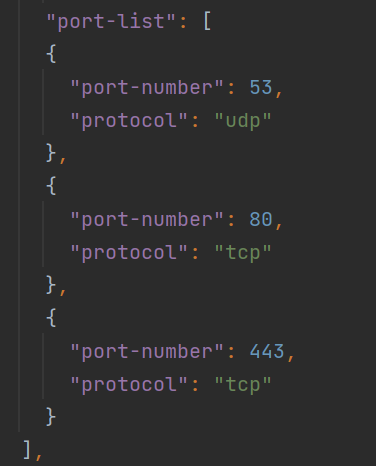 "port-list": [
{
"port-number": 53,
"protocol": "udp"
},
{
"port-number": 80,
"protocol": "tcp"
},
{
"port-number": 443,
"protocol": "tcp"
}
],